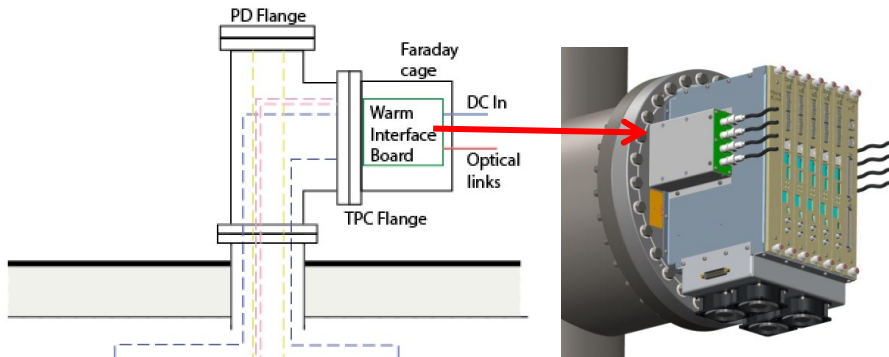 PD Flange
Faraday
cage
DC In
Warm
Interface
Board
Optical
links
TPC Flange